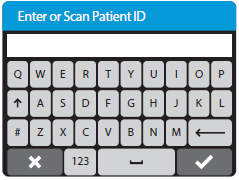 Enter or Scan Patient ID
Q W E R T Y U I O P
A S D F G H J K L
# Z X C V B N M
123